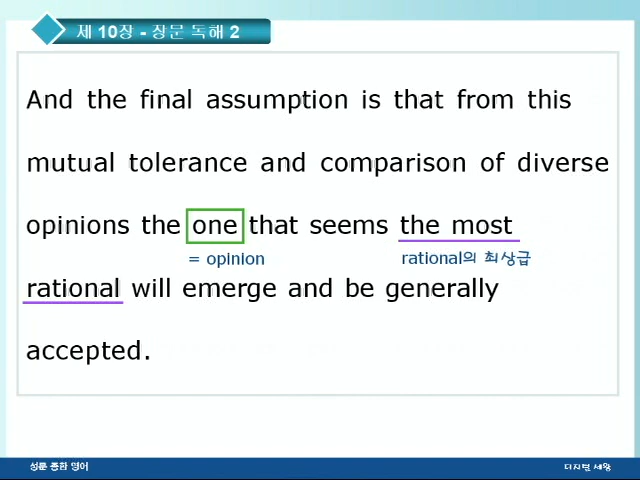 제 10장 - 장문 독해 2
And the final assumption is that from this
mutual tolerance and comparison of diverse
opinions the one that seems the most
= opinion rational의 최상급
rational will emerge and be generally
accepted.
성문 종합 영어 디지털 세왕